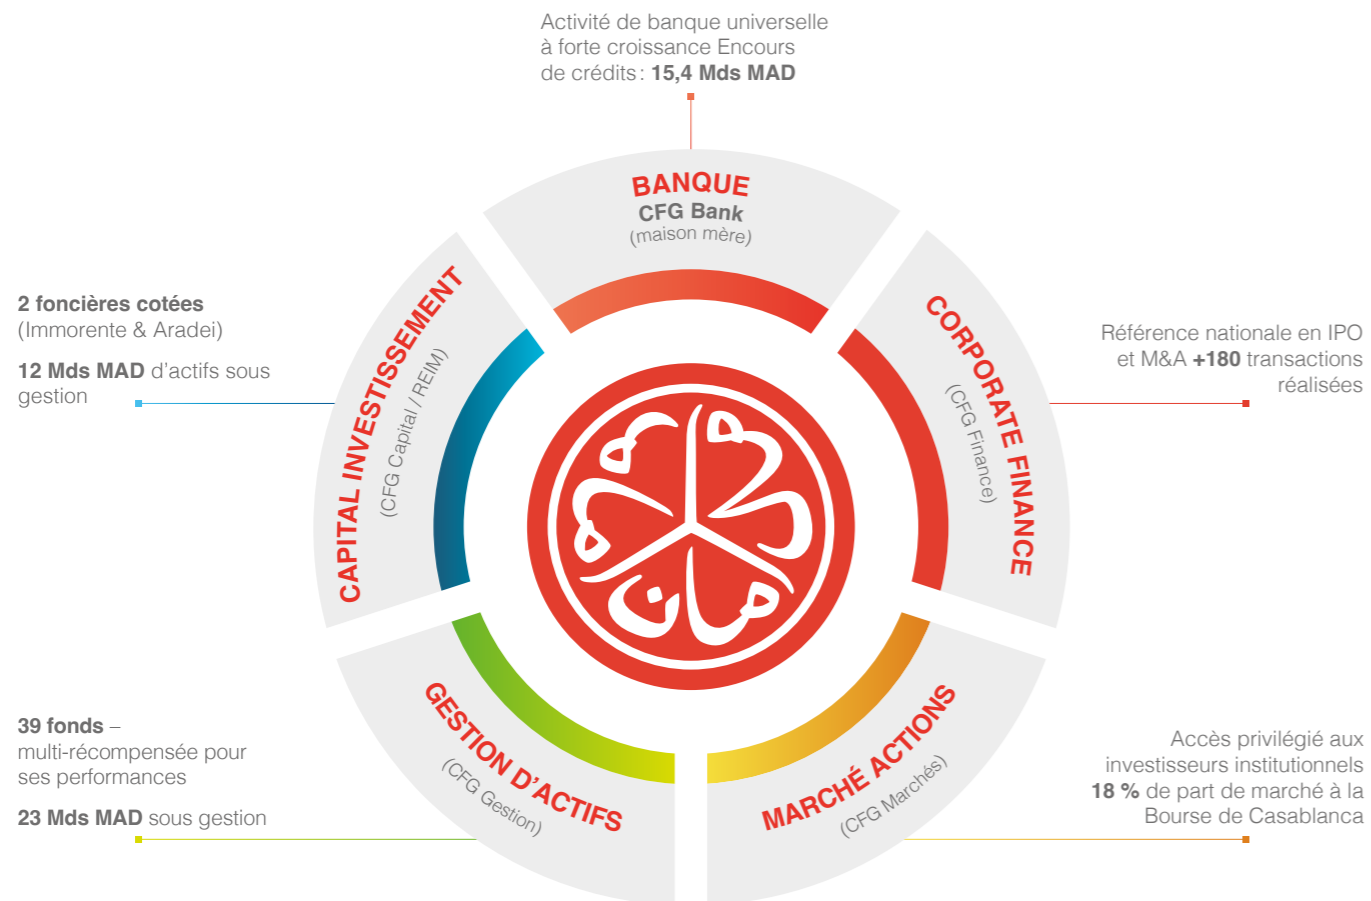 Activité de banque universelle
à forte croissance Encours
de crédits : 15,4 Mds MAD
BANQUE
CFG Bank
(maison mère)
2 foncières cotées
(Immorente & Aradei)
12 Mds MAD d'actifs sous
gestion
CAPITAL INVESTISSEMENT
(CFG Capital / REIM)
CORPORATE FINANCE
(CFG Finance)
Référence nationale en IPO
et M&A +180 transactions
réalisées
39 fonds –
multi-récompensée pour
ses performances
23 Mds MAD sous gestion
GESTION D'ACTIFS
(CFG Gestion)
MARCHÉ ACTIONS
(CFG Marchés)
Accès privilégié aux
investisseurs institutionnels
18 % de part de marché à la
Bourse de Casablanca